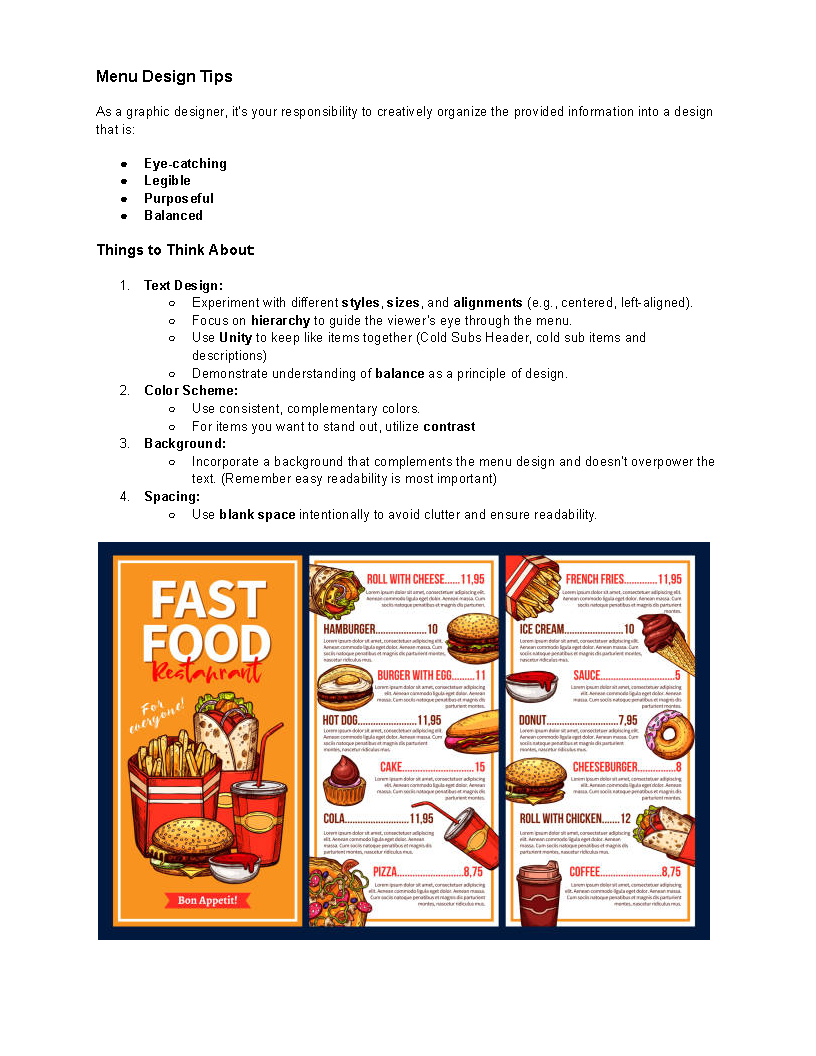 Menu Design Tips
As a graphic designer, it's your responsibility to creatively organize the provided information into a design
that is:
● Eye-catching
● Legible
● Purposeful
● Balanced
Things to Think About:
1. Text Design:
○ Experiment with different styles, sizes, and alignments (e.g., centered, left-aligned).
○ Focus on hierarchy to guide the viewer's eye through the menu.
○ Use Unity to keep like items together (Cold Subs Header, cold sub items and
descriptions)
○ Demonstrate understanding of balance as a principle of design.
2. Color Scheme:
○ Use consistent, complementary colors.
○ For items you want to stand out, utilize contrast
3. Background:
○ Incorporate a background that complements the menu design and doesn't overpower the
text. (Remember easy readability is most important)
4. Spacing:
○ Use blank space intentionally to avoid clutter and ensure readability.
FAST
FOOD
Restaurant
For
everyone!
Bon Appetit!
ROLL WITH CHEESE......11,95
Lorem ipsum dolor sit amet, consectetuer adipiscing elit.
Aenean commodo ligula eget dolor. Aenean massa. Cum
sociis natoque penatibus et magnis dis parturien.
HAMBURGER....................10
Lorem ipsum dolor sit amet, consectetuer adipiscing elit.
Aenean commodo ligula eget dolor. Aenean massa. Cum
sociis natoque penatibus et magnis dis parturient montes,
nascetur ridiculus mus.
BURGER WITH EGG.........11
Lorem ipsum dolor sit amet, consectetuer adipiscing
elit. Aenean commodo ligula eget dolor. Aenean
massa. Cum sociis natoque penatibus et magnis dis
parturient montes.
HOT DOG.......................11,95
Lorem ipsum dolor sit amet, consectetuer adipiscing elit.
Aenean commodo ligula eget dolor. Aenean massa. Cum
sociis natoque penatibus et magnis dis parturient
montes, nascetur ridiculus mus.
CAKE............................15
Lorem ipsum dolor sit amet, consectetuer adipiscing
elit. Aenean commodo ligula eget dolor. Aenean
massa. Cum sociis natoque penatibus et magnis dis
parturient montes.
COLA.........................11,95
Lorem ipsum dolor sit amet, consectetuer adipiscing
elit. Aenean commodo ligula eget dolor. Aenean
massa. Cum sociis natoque penatibus et magnis dis
parturient montes, nascetur ridiculus mus.
PIZZA.........................8,75
Lorem ipsum dolor sit amet, consectetuer adipiscing
elit. Aenean commodo ligula eget dolor. Aenean massa.
Cum sociis natoque penatibus et magnis dis parturient
montes, nascetur ridiculus mus.
FRENCH FRIES.............11,95
Lorem ipsum dolor sit amet, consectetuer adipiscing elit.
Aenean commodo ligula eget dolor. Aenean massa. Cum
sociis natoque penatibus et magnis dis parturient
montes.
ICE CREAM.......................10
Lorem ipsum dolor sit amet, consectetuer adipiscing elit.
Aenean commodo ligula eget dolor. Aenean massa. Cum
sociis natoque penatibus et magnis dis parturient montes,
nascetur ridiculus mus.
SAUCE.............................5
Lorem ipsum dolor sit amet, consectetuer adipiscing
elit. Aenean commodo ligula eget dolor. Aenean
massa. Cum sociis natoque penatibus et magnis dis
parturient montes.
DONUT...........................7,95
Lorem ipsum dolor sit amet, consectetuer adipiscing elit.
Aenean commodo ligula eget dolor. Aenean massa. Cum
sociis natoque penatibus et magnis dis parturient
montes, nascetur ridiculus mus.
CHEESEBURGER...............8
Lorem ipsum dolor sit amet, consectetuer adipiscing
elit. Aenean commodo ligula eget dolor. Aenean
massa. Cum sociis natoque penatibus et magnis dis
parturient montes.
ROLL WITH CHICKEN.......12
Lorem ipsum dolor sit amet, consectetuer adipiscing
elit. Aenean commodo ligula eget dolor. Aenean
massa. Cum sociis natoque penatibus et magnis dis
parturient montes, nascetur ridiculus mus.
COFFEE........................8,75
Lorem ipsum dolor sit amet, consectetuer adipiscing
elit. Aenean commodo ligula eget dolor. Aenean massa.
Cum sociis natoque penatibus et magnis dis parturient
montes, nascetur ridiculus mus.